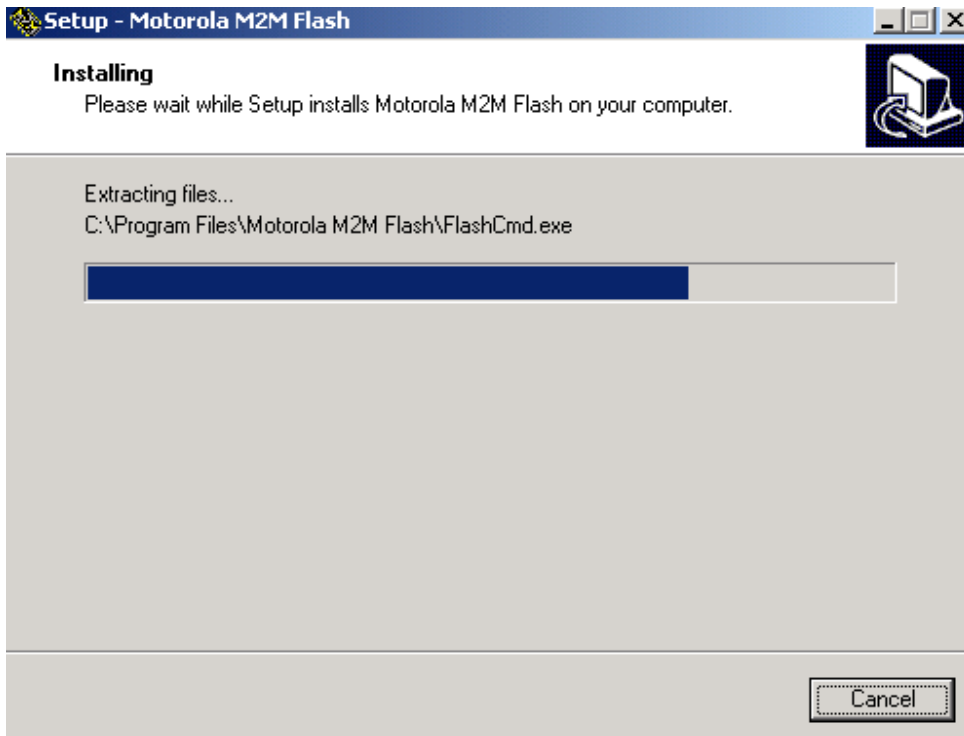 Setup - Motorola M2M Flash
Installing
Please wait while Setup installs Motorola M2M Flash on your computer.
Extracting files...
C:\Program Files\Motorola M2M Flash\FlashCmd.exe
Cancel